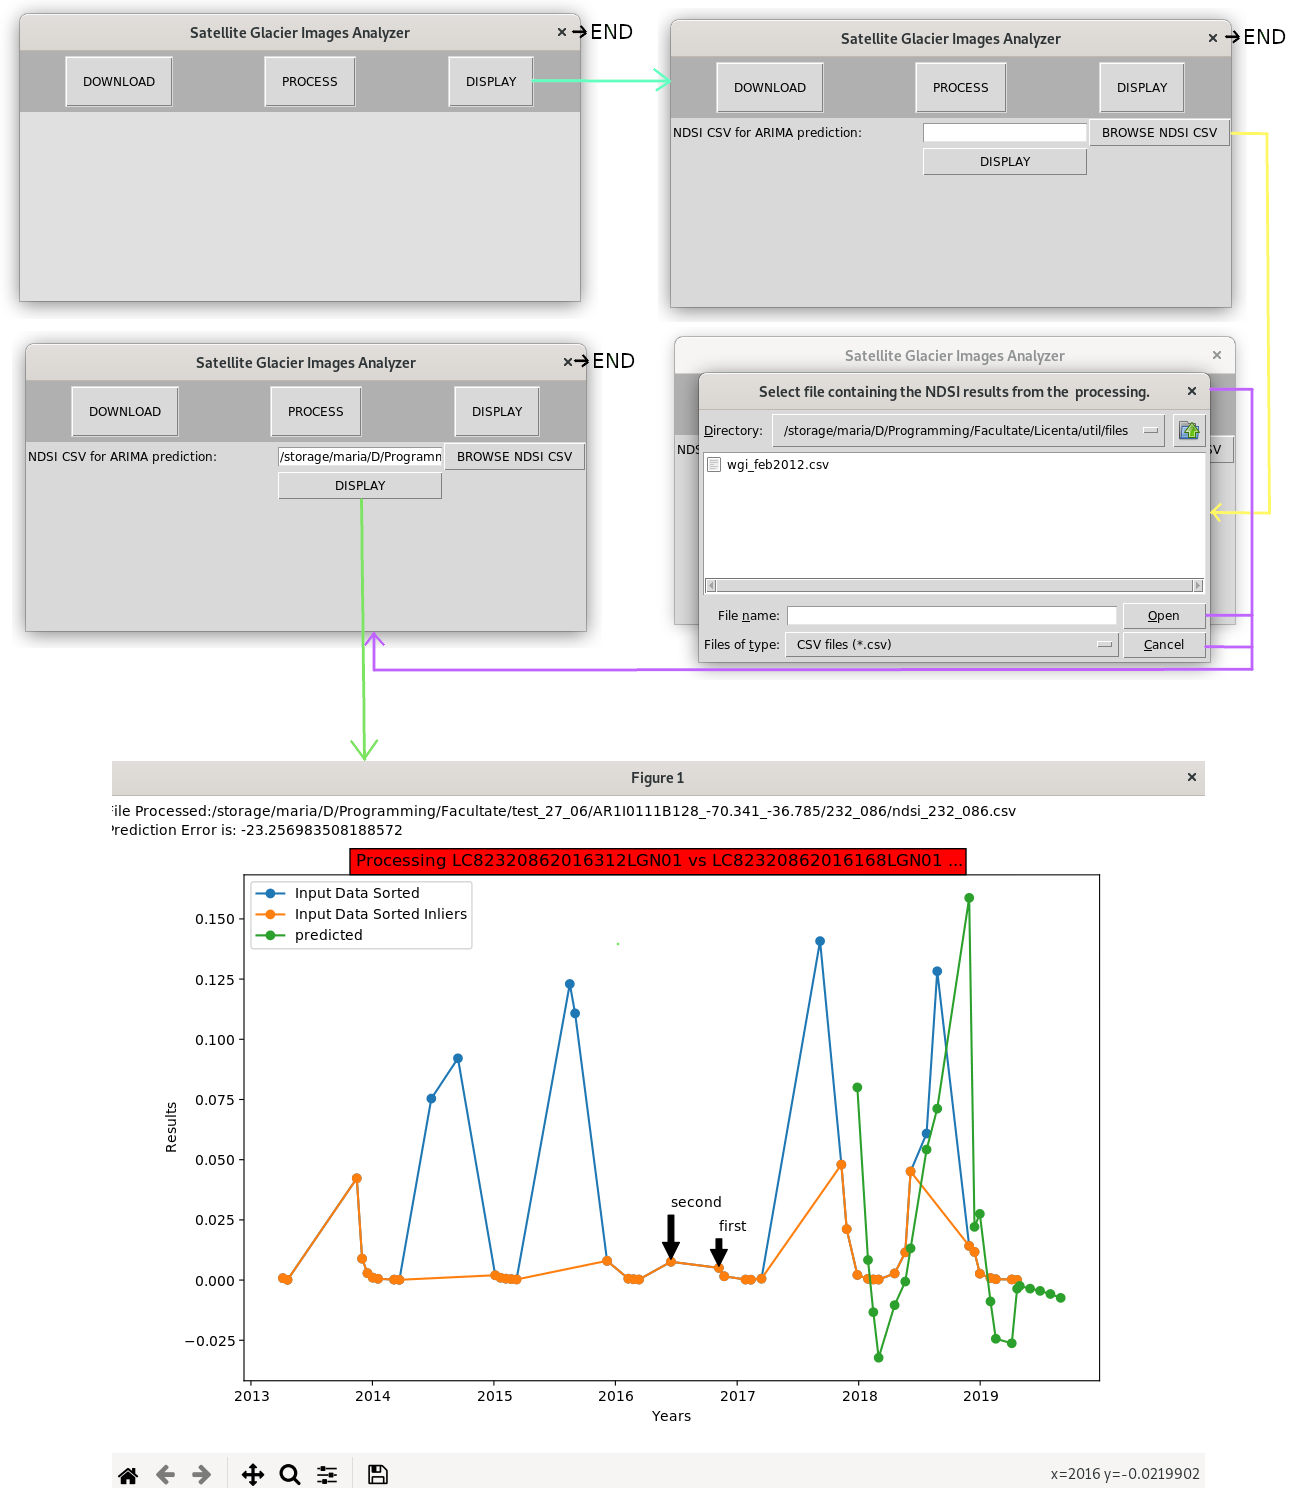 Satellite Glacier Images Analyzer
END
DOWNLOAD
PROCESS
DISPLAY
Satellite Glacier Images Analyzer
END
DOWNLOAD
PROCESS
DISPLAY
NDSI CSV for ARIMA prediction:
BROWSE NDSI CSV
DISPLAY
Satellite Glacier Images Analyzer
END
DOWNLOAD
PROCESS
DISPLAY
NDSI CSV for ARIMA prediction:
/storage/maria/D/Programn
BROWSE NDSI CSV
DISPLAY
Satellite Glacier Images Analyzer
NDS
SV
Select file containing the NDSI results from the processing.
Directory:
/storage/maria/D/Programming/Facultate/Licenta/util/files
wgi_feb2012.csv
File name:
Open
Files of type:
CSV files (*.csv)
Cancel
Figure 1
File Processed:/storage/maria/D/Programming/Facultate/test_27_06/AR1I0111B128_-70.341_-36.785/232_086/ndsi_232_086.csv
Prediction Error is: -23.256983508188572
Processing LC82320862016312LGN01 vs LC82320862016168LGN01 ...
Input Data Sorted
Input Data Sorted Inliers
predicted
0.150
0.125
0.100
0.075
0.050
0.025
0.000
−0.025
Results
second
first
2013
2014
2015
2016
2017
2018
2019
Years
x=2016 y=-0.0219902